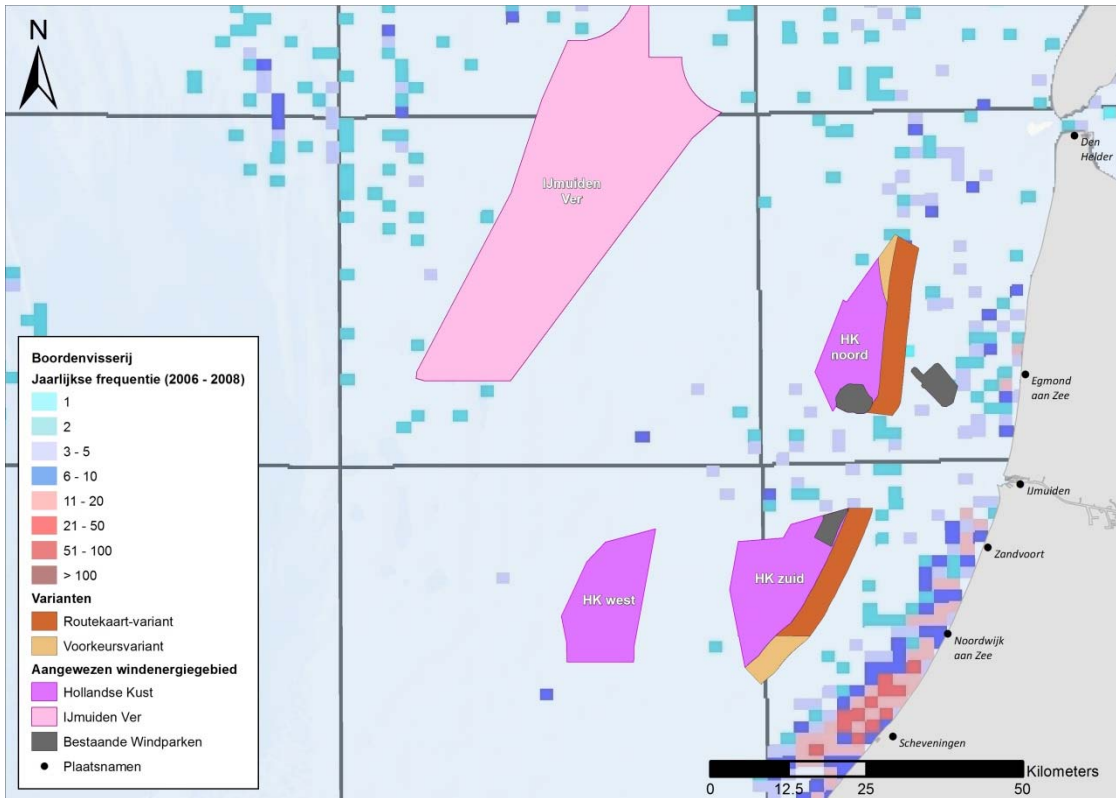 N
IJmuiden
Ver
Den
Helder
HK
noord
Egmond
aan Zee
IJmuiden
Zandvoort
HK zuid
HK west
Noordwijk
aan Zee
Scheveningen
Boordenvisserij
Jaarlijkse frequentie (2006 - 2008)
1
2
3 - 5
6 - 10
11 - 20
21 - 50
51 - 100
> 100
Varianten
Routekaart-variant
Voorkeursvariant
Aangewezen windenergiegebied
Hollandse Kust
IJmuiden Ver
Bestaande Windparken
Plaatsnamen
Kilometers
0 12.5 25 50